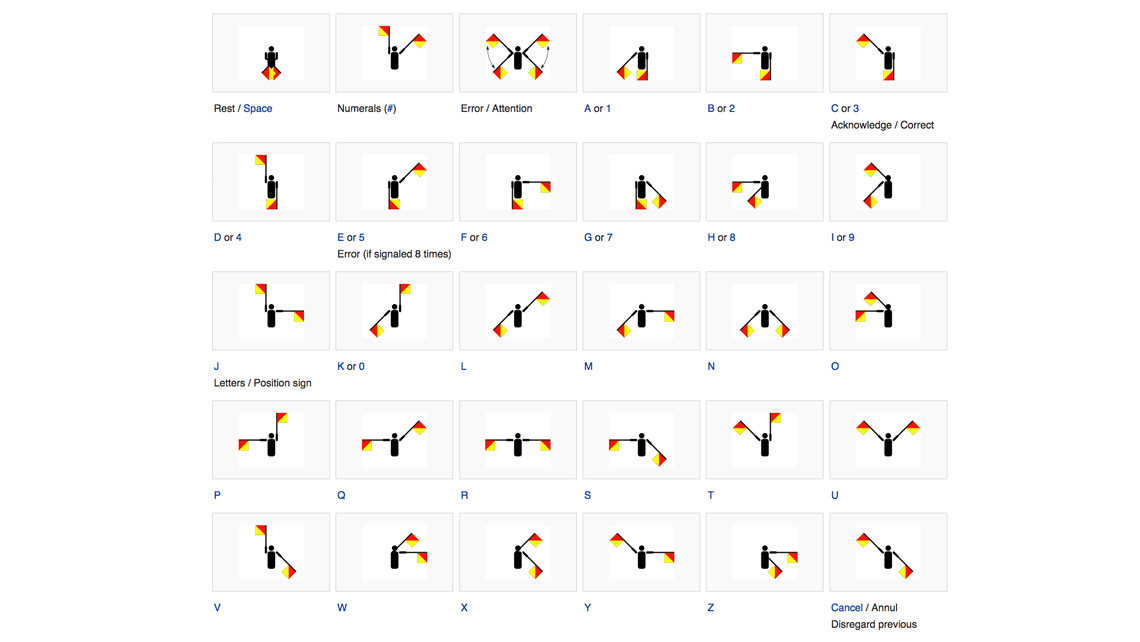 Rest / Space
Numerals (#)
Error / Attention
A or 1
B or 2
C or 3
Acknowledge / Correct
D or 4
E or 5
Error (if signaled 8 times)
F or 6
G or 7
H or 8
I or 9
J
Letters / Position sign
K or 0
L
M
N
O
P
Q
R
S
T
U
V
W
X
Y
Z
Cancel / Annul
Disregard previous